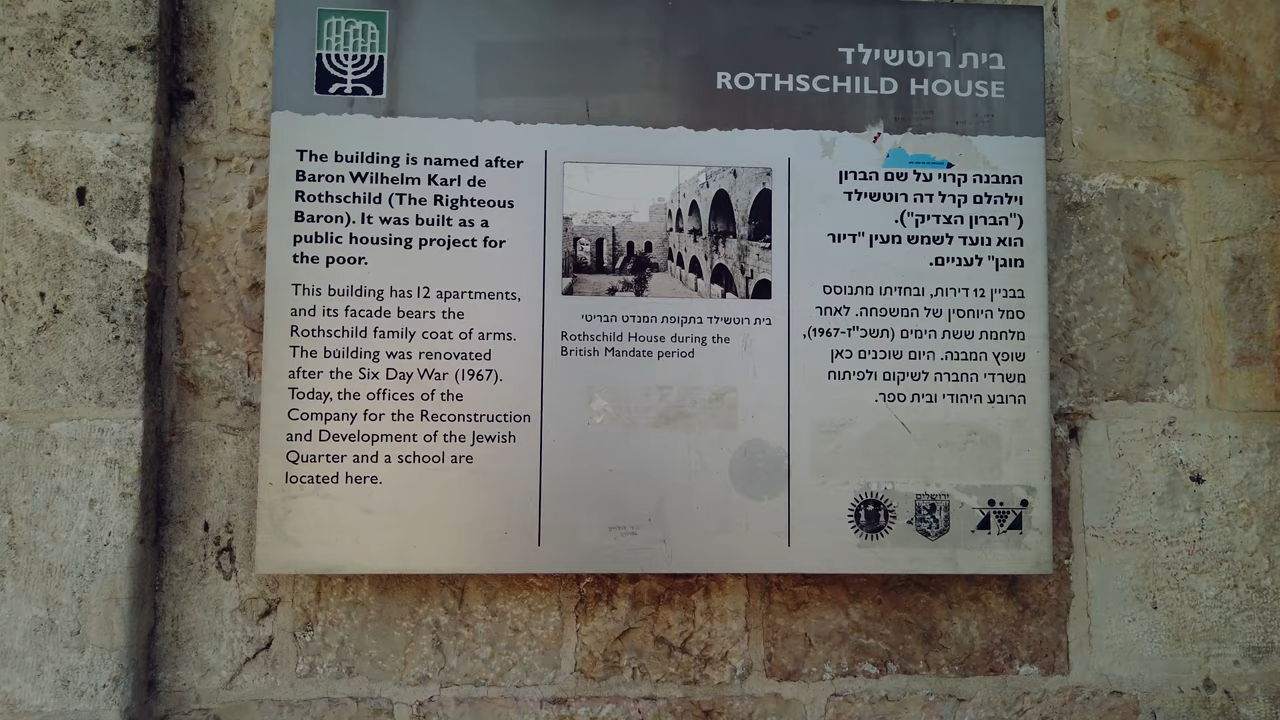 בית רוטשילד
ROTHSCHILD HOUSE
The building is named after
Baron Wilhelm Karl de
Rothschild (The Righteous
Baron). It was built as a
public housing project for
the poor.
This building has 12 apartments,
and its facade bears the
Rothschild family coat of arms.
The building was renovated
after the Six Day War (1967).
Today, the offices of the
Company for the Reconstruction
and Development of the Jewish
Quarter and a school are
located here.
בית רוטשילד בתקופת המנדט הבריטי
Rothschild House during the
British Mandate period
המבנה קרוי על שם הברון
וילהלם קרל דה רוטשילד
("הברון הצדיק").
הוא נועד לשמש מעין "דיור
מוגן" לעניים.
בבניין 12 דירות, ובחזיתו מתנוסס
סמל היוחסין של המשפחה. לאחר
מלחמת ששת הימים (תשכ"ז-1967),
שופץ המבנה. היום שוכנים כאן
משרדי החברה לשיקום ולפיתוח
הרובע היהודי ובית ספר.
ירושלים